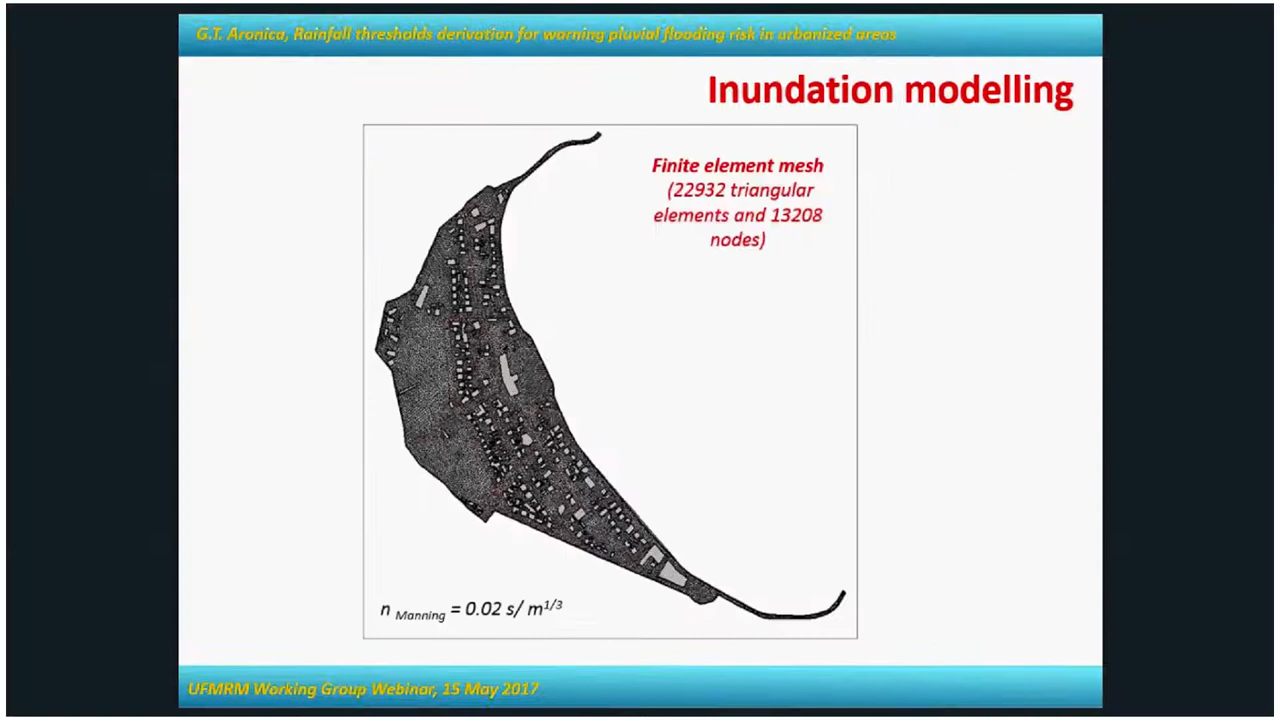 G.T. Aronica, Rainfall thresholds derivation for warning pluvial flooding risk in urbanized areas
Inundation modelling
Finite element mesh
(22932 triangular
elements and 13208
nodes)
n Manning = 0.02 s/ m1/3
UFMRM Working Group Webinar, 15 May 2017